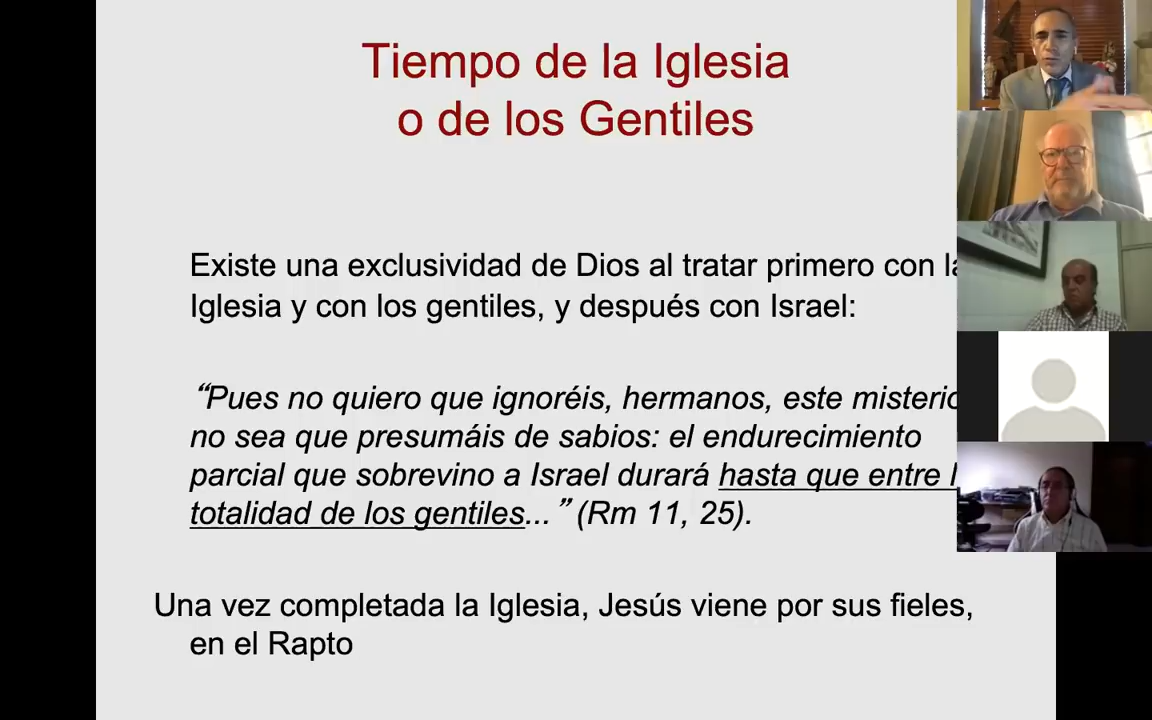 Tiempo de la Iglesia
o de los Gentiles
Existe una exclusividad de Dios al tratar primero con
Iglesia y con los gentiles, y después con Israel:
“Pues no quiero que ignoréis, hermanos, este misterio
no sea que presumáis de sabios: el endurecimiento
parcial que sobrevino a Israel durará hasta que entre
totalidad de los gentiles...” (Rm 11, 25).
Una vez completada la Iglesia, Jesús viene por sus fieles,
en el Rapto